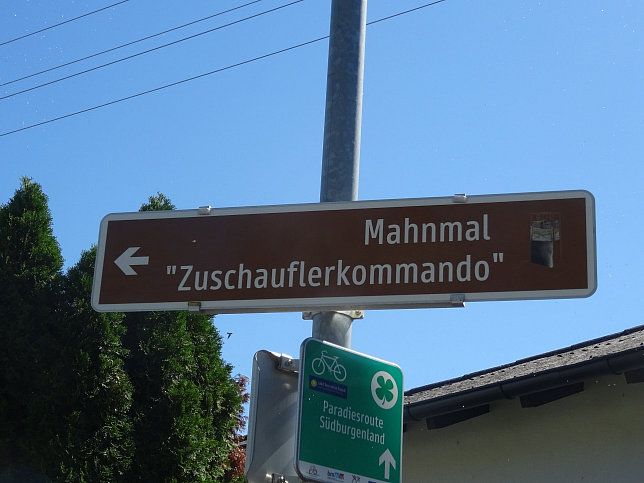 Mahnmal
"Zuschauflerkommando"
Paradiesroute
Südburgenland